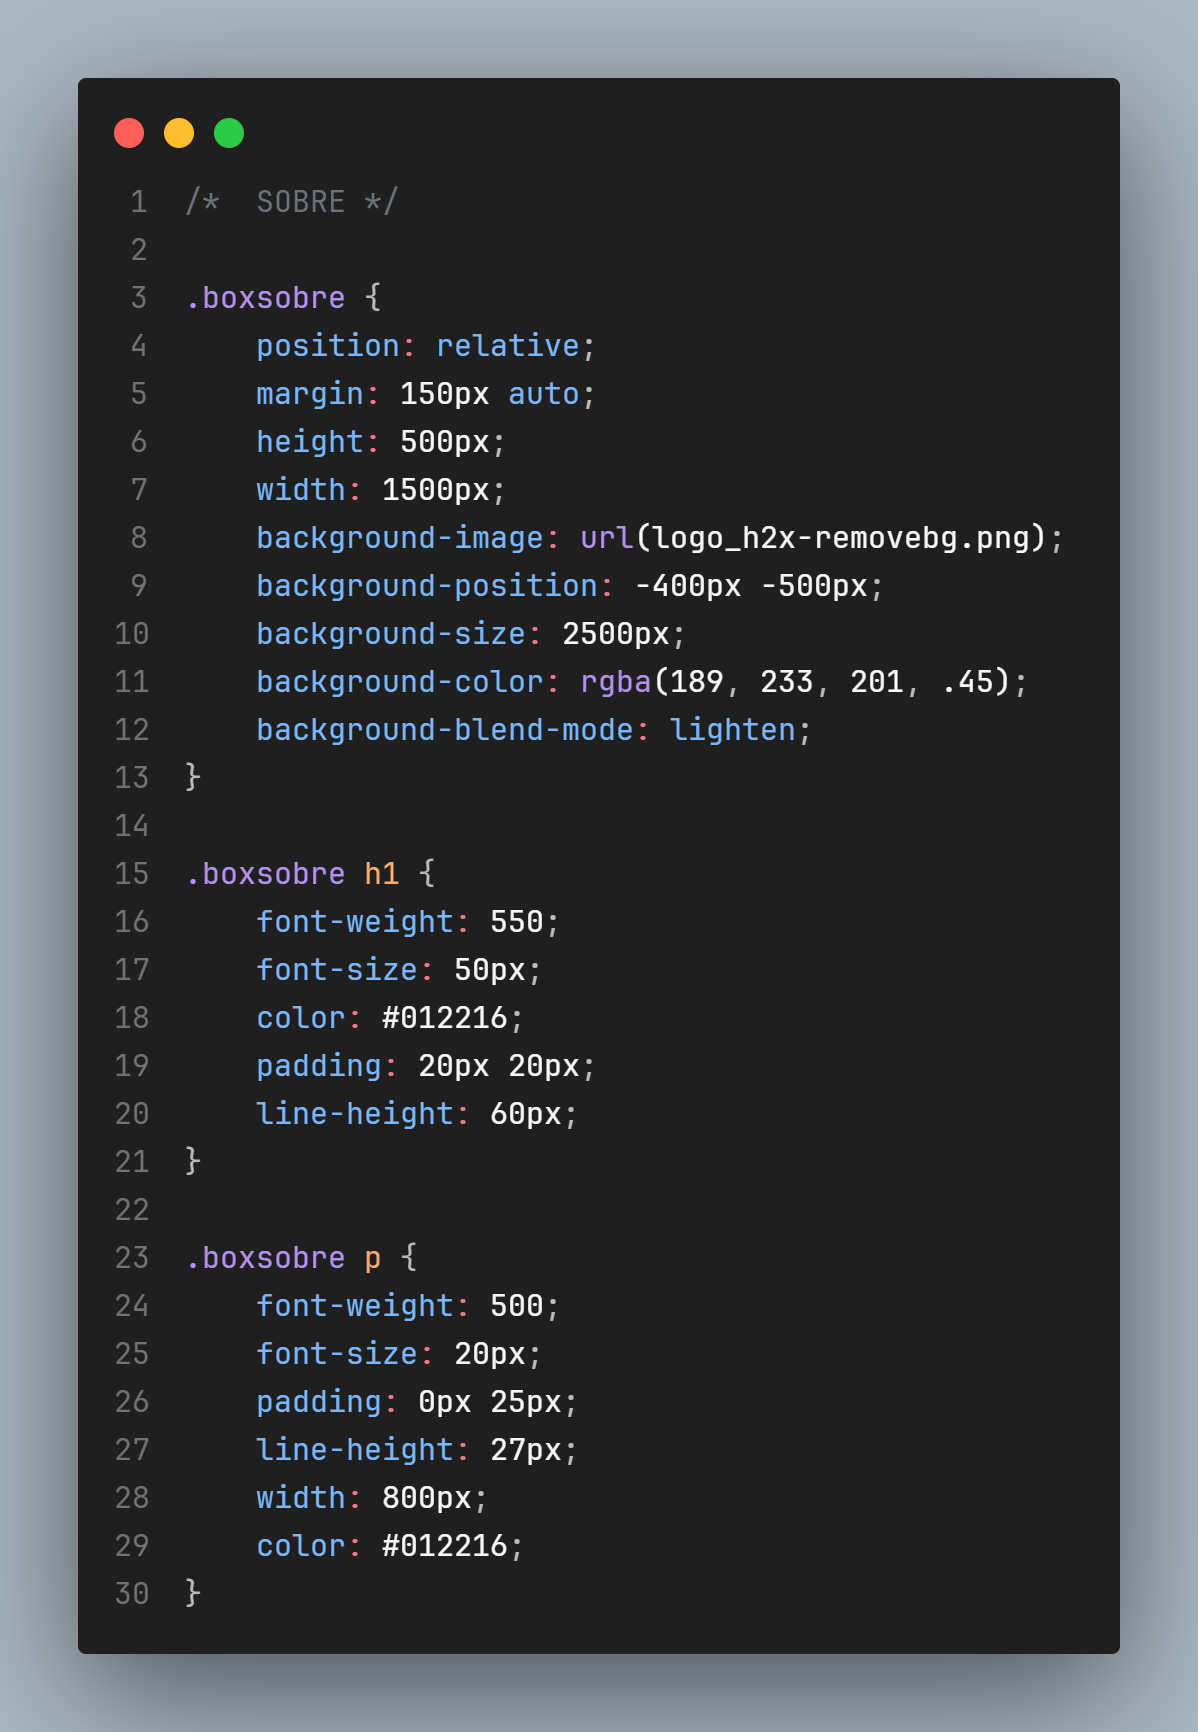 1 /*  SOBRE */
2
3 .boxsobre {
4     position: relative;
5     margin: 150px auto;
6     height: 500px;
7     width: 1500px;
8     background-image: url(logo_h2x-removebg.png);
9     background-position: -400px -500px;
10     background-size: 2500px;
11     background-color: rgba(189, 233, 201, .45);
12     background-blend-mode: lighten;
13 }
14
15 .boxsobre h1 {
16     font-weight: 550;
17     font-size: 50px;
18     color: #012216;
19     padding: 20px 20px;
20     line-height: 60px;
21 }
22
23 .boxsobre p {
24     font-weight: 500;
25     font-size: 20px;
26     padding: 0px 25px;
27     line-height: 27px;
28     width: 800px;
29     color: #012216;
30 }